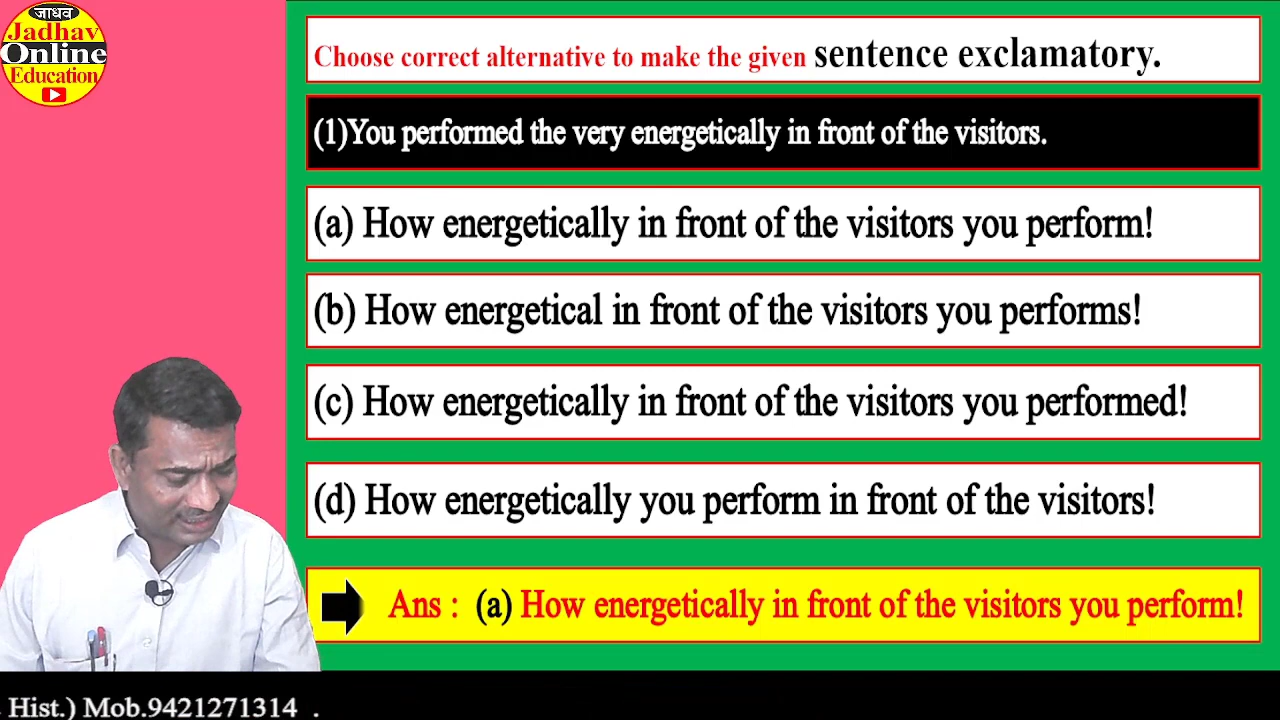 जाधव
Jadhav
Online
Education
Choose correct alternative to make the given sentence exclamatory.
(1)You performed the very energetically in front of the visitors.
(a) How energetically in front of the visitors you perform!
(b) How energetical in front of the visitors you performs!
(c) How energetically in front of the visitors you performed!
(d) How energetically you perform in front of the visitors!
Ans : (a) How energetically in front of the visitors you perform!
Hist.) Mob.9421271314 .